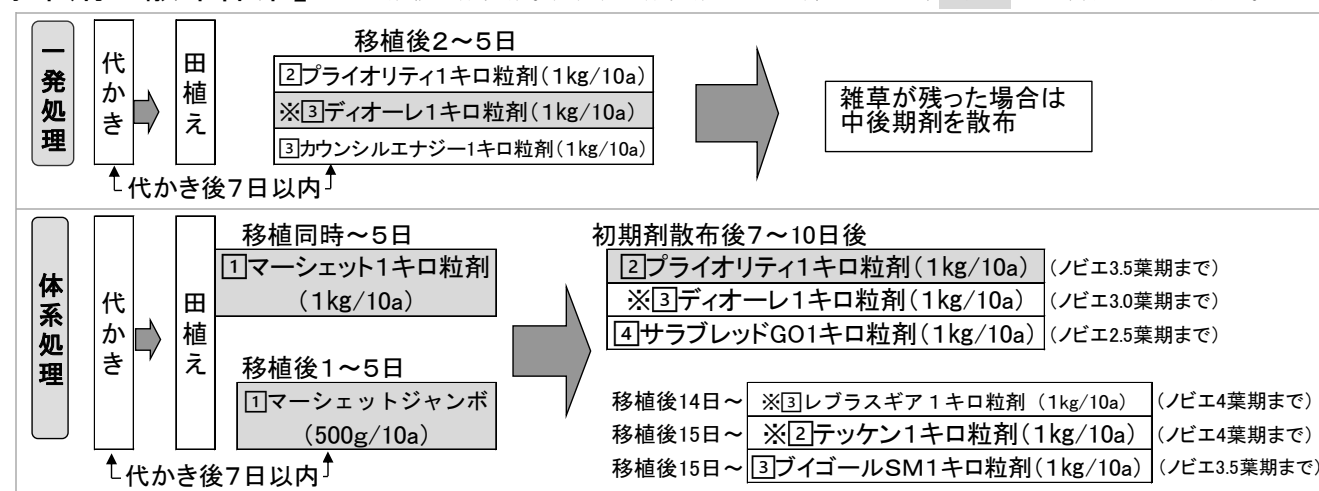 一発処理
代かき
田植え
移植後2~5日
2プライオリティ1キロ粒剤(1kg/10a)
※3ディオーレ1キロ粒剤(1kg/10a)
3カウンシルエナジー1キロ粒剤(1kg/10a)
代かき後7日以内
雑草が残った場合は
中後期剤を散布
体系処理
代かき
田植え
移植同時~5日
1マーシェット1キロ粒剤
(1kg/10a)
移植後1~5日
1マーシェットジャンボ
(500g/10a)
代かき後7日以内
初期剤散布後7~10日後
2プライオリティ1キロ粒剤(1kg/10a) (ノビエ3.5葉期まで)
※3ディオーレ1キロ粒剤(1kg/10a) (ノビエ3.0葉期まで)
4サラブレッドGO1キロ粒剤(1kg/10a) (ノビエ2.5葉期まで)
移植後14日~ ※3レブラスギア1キロ粒剤 (1kg/10a) (ノビエ4葉期まで)
移植後15日~ ※2テッケン1キロ粒剤(1kg/10a) (ノビエ4葉期まで)
移植後15日~ 3ブイゴールSM1キロ粒剤(1kg/10a) (ノビエ3.5葉期まで)